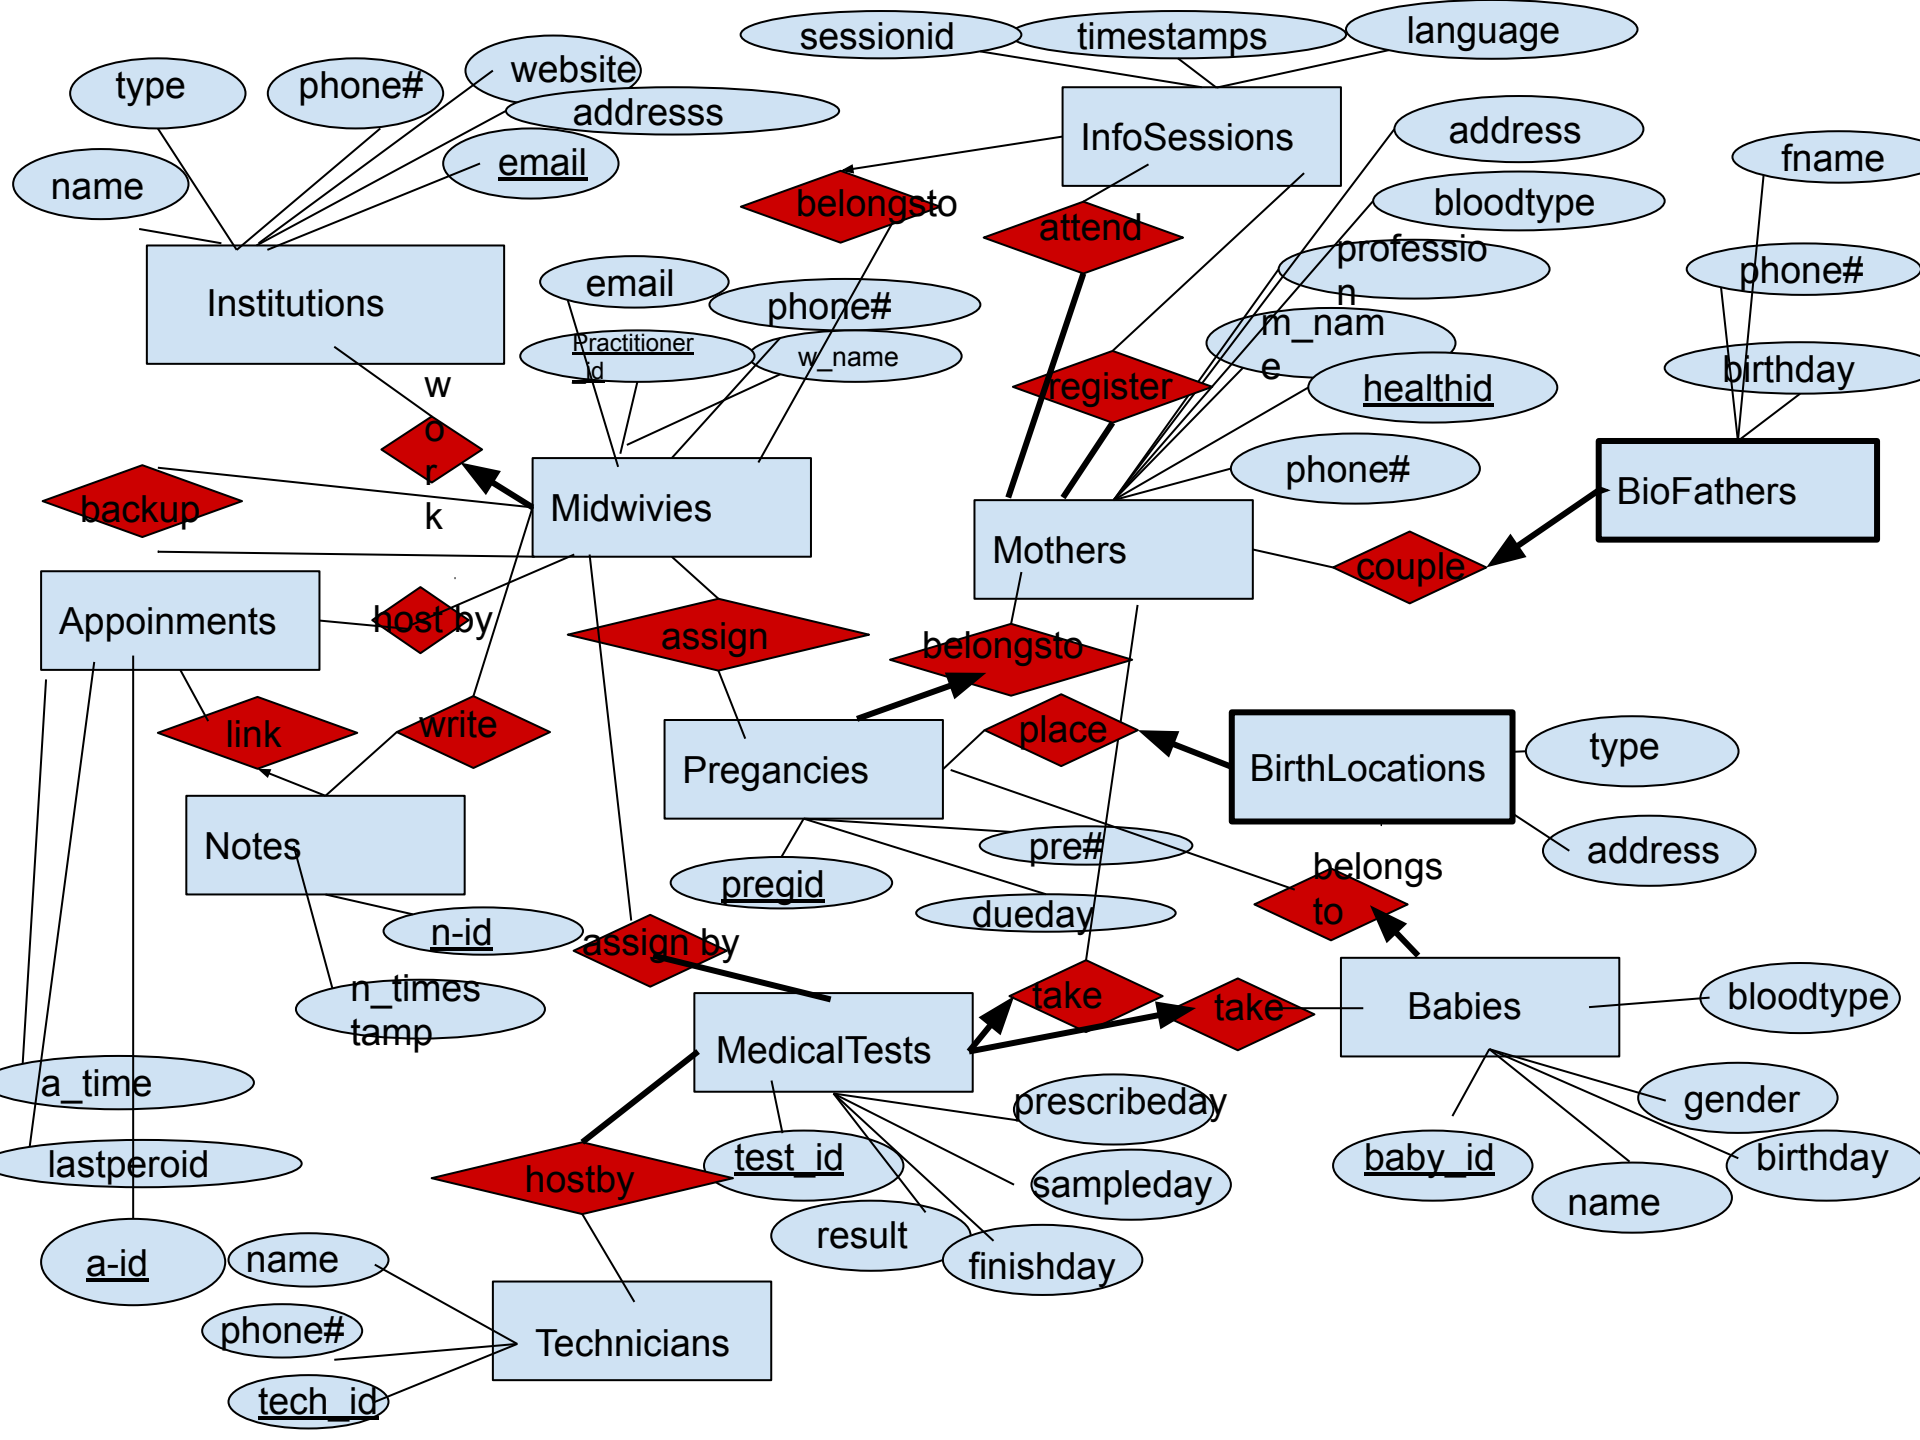 sessionid
timestamps
language
type
phone#
website
addresss
email
name
InfoSessions
address
fname
belongsto
attend
bloodtype
professio
n
phone#
Institutions
email
phone#
m_nam
e
Practitioner
_id
w_name
birthday
w
o
r
k
register
healthid
phone#
backup
Midwivies
BioFathers
Mothers
couple
Appoinments
host by
assign
belongsto
link
write
place
Pregancies
BirthLocations
type
Notes
pre#
address
pregid
belongs
to
dueday
n-id
assign by
n_times
tamp
take
take
Babies
bloodtype
MedicalTests
a_time
prescribeday
gender
lastperoid
hostby
test_id
sampleday
baby_id
birthday
name
result
finishday
a-id
name
phone#
Technicians
tech_id